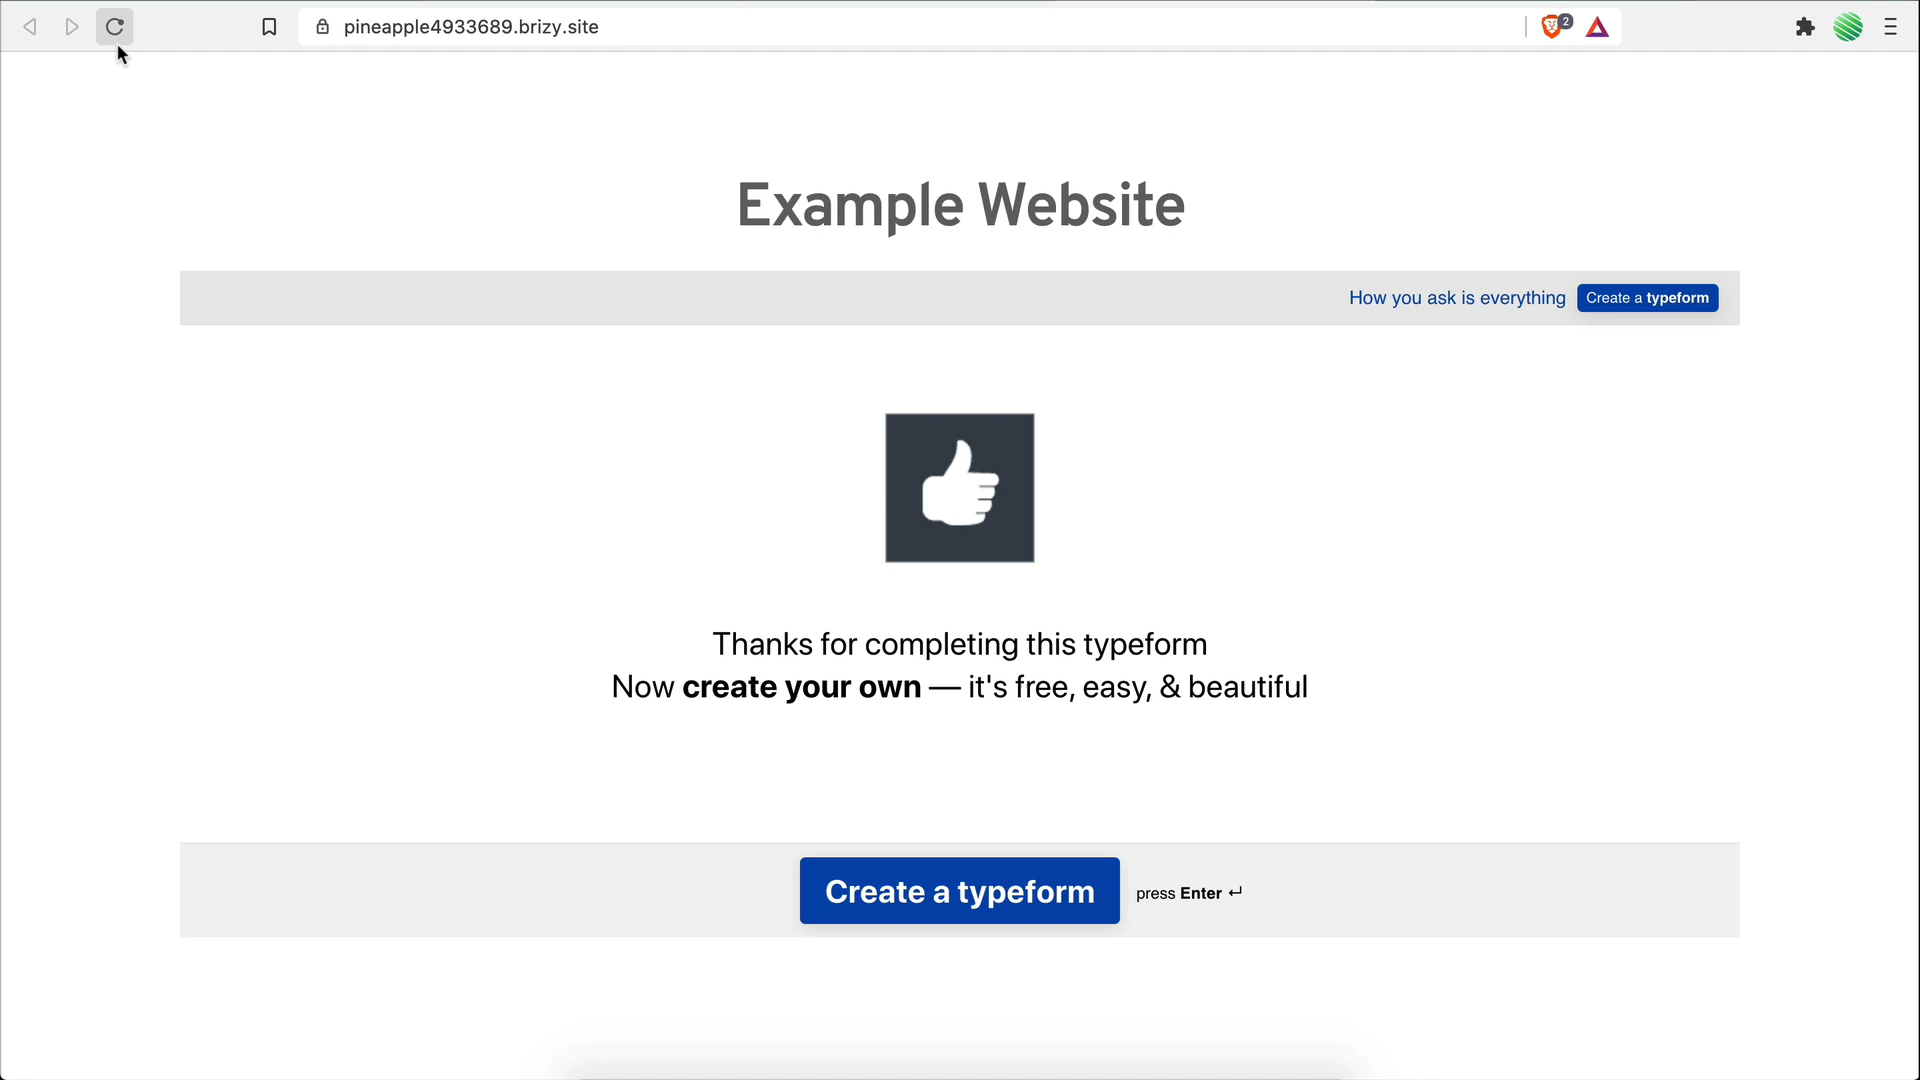 pineapple4933689.brizy.site
2
Example Website
How you ask is everything
Create a typeform
Thanks for completing this typeform
Now create your own — it's free, easy, & beautiful
Create a typeform
press Enter ↵